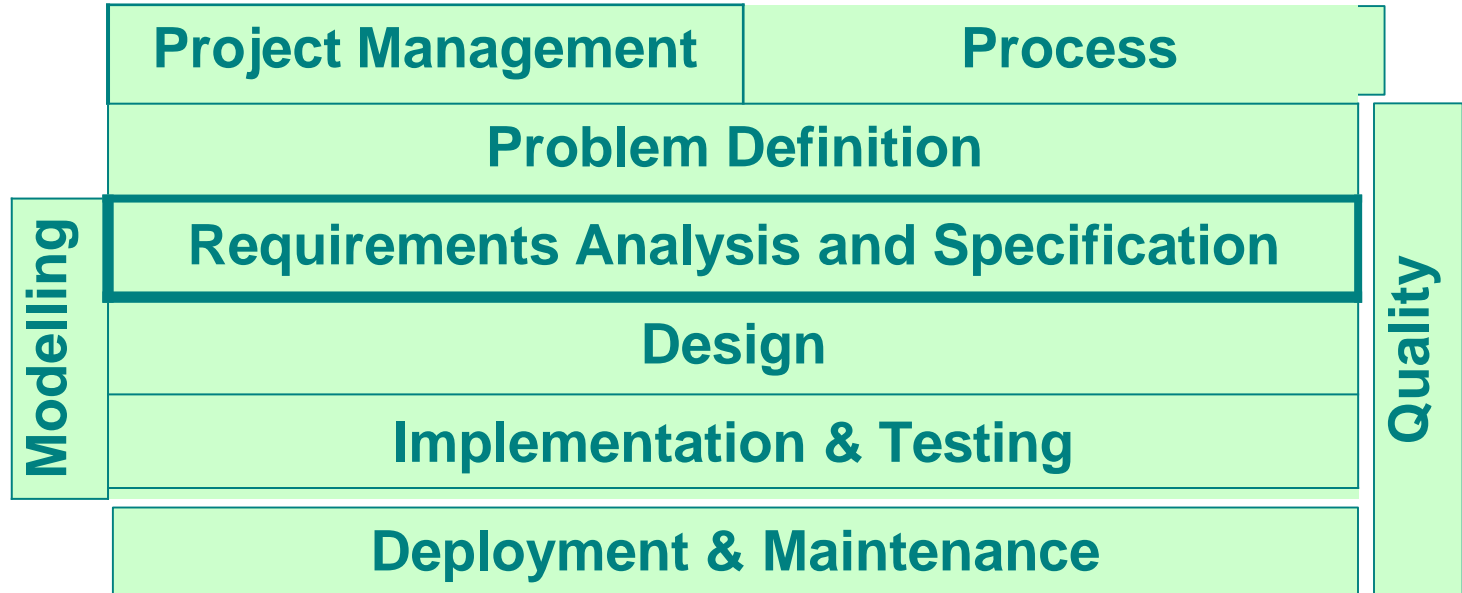 Project Management
Process
Problem Definition
Requirements Analysis and Specification
Design
Implementation & Testing
Deployment & Maintenance
Modelling
Quality